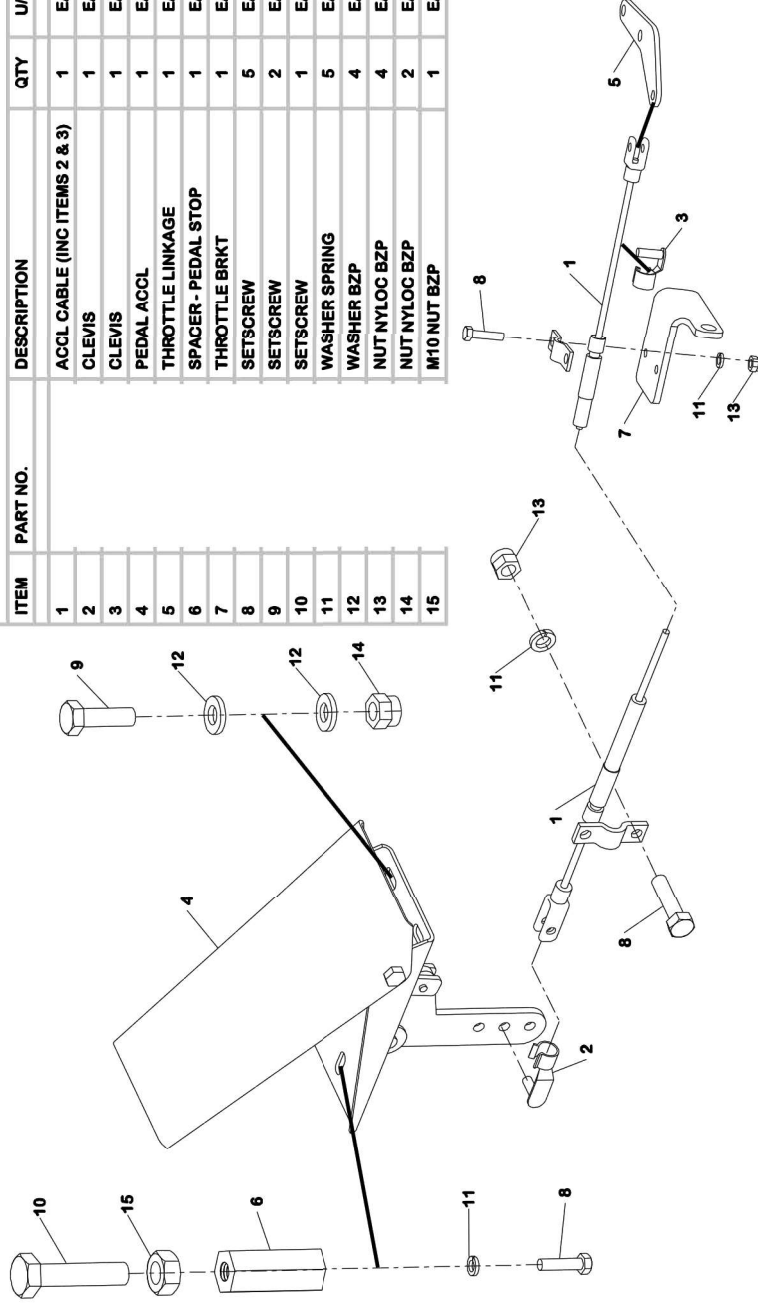 ITEM PART NO. DESCRIPTION QTY
1 ACCL CABLE (INC ITEMS 2 & 3) 1
2 CLEVIS 1
3 CLEVIS 1
4 PEDAL ACCL 1
5 THROTTLE LINKAGE 1
6 SPACER - PEDAL STOP 1
7 THROTTLE BRKT 1
8 SETSCREW 5
9 SETSCREW 2
10 SETSCREW 1
11 WASHER SPRING 5
12 WASHER BZP 4
13 NUT NYLOC BZP 4
14 NUT NYLOC BZP 2
15 M10 NUT BZP 1
10
15
6
11
8
4
9
12
12
14
2
1
8
11
13
8
1
3
5
7
11
13